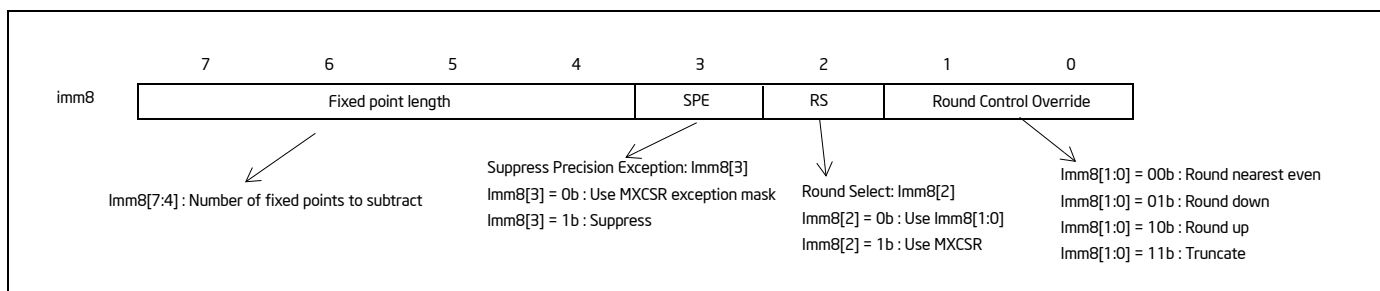 7 6 5 4 3 2 1 0
imm8 Fixed point length SPE RS Round Control Override
Imm8[7:4] : Number of fixed points to subtract
Suppress Precision Exception: Imm8[3]
Imm8[3] = 0b : Use MXCSR exception mask
Imm8[3] = 1b : Suppress
Round Select: Imm8[2]
Imm8[2] = 0b : Use Imm8[1:0]
Imm8[2] = 1b : Use MXCSR
Imm8[1:0] = 00b : Round nearest even
Imm8[1:0] = 01b : Round down
Imm8[1:0] = 10b : Round up
Imm8[1:0] = 11b : Truncate